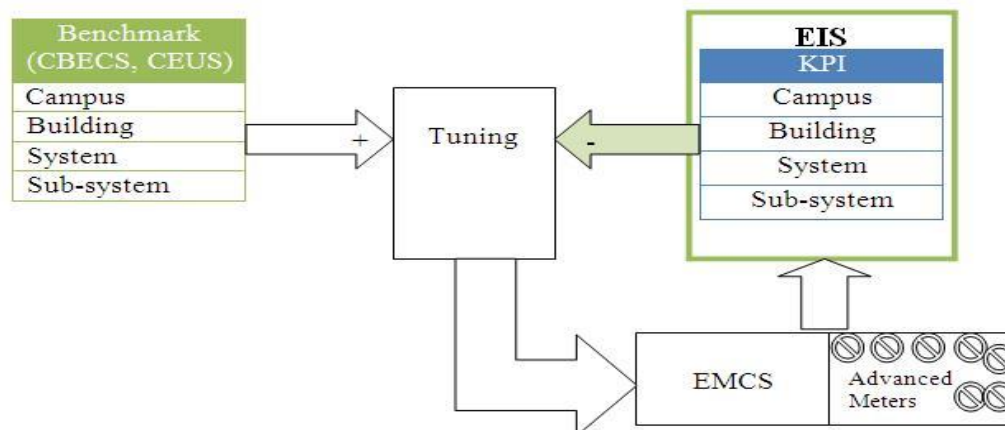 Benchmark
(CBECS, CEUS)
Campus
Building
System
Sub-system
+
Tuning
-
EIS
KPI
Campus
Building
System
Sub-system
EMCS
Advanced
Meters